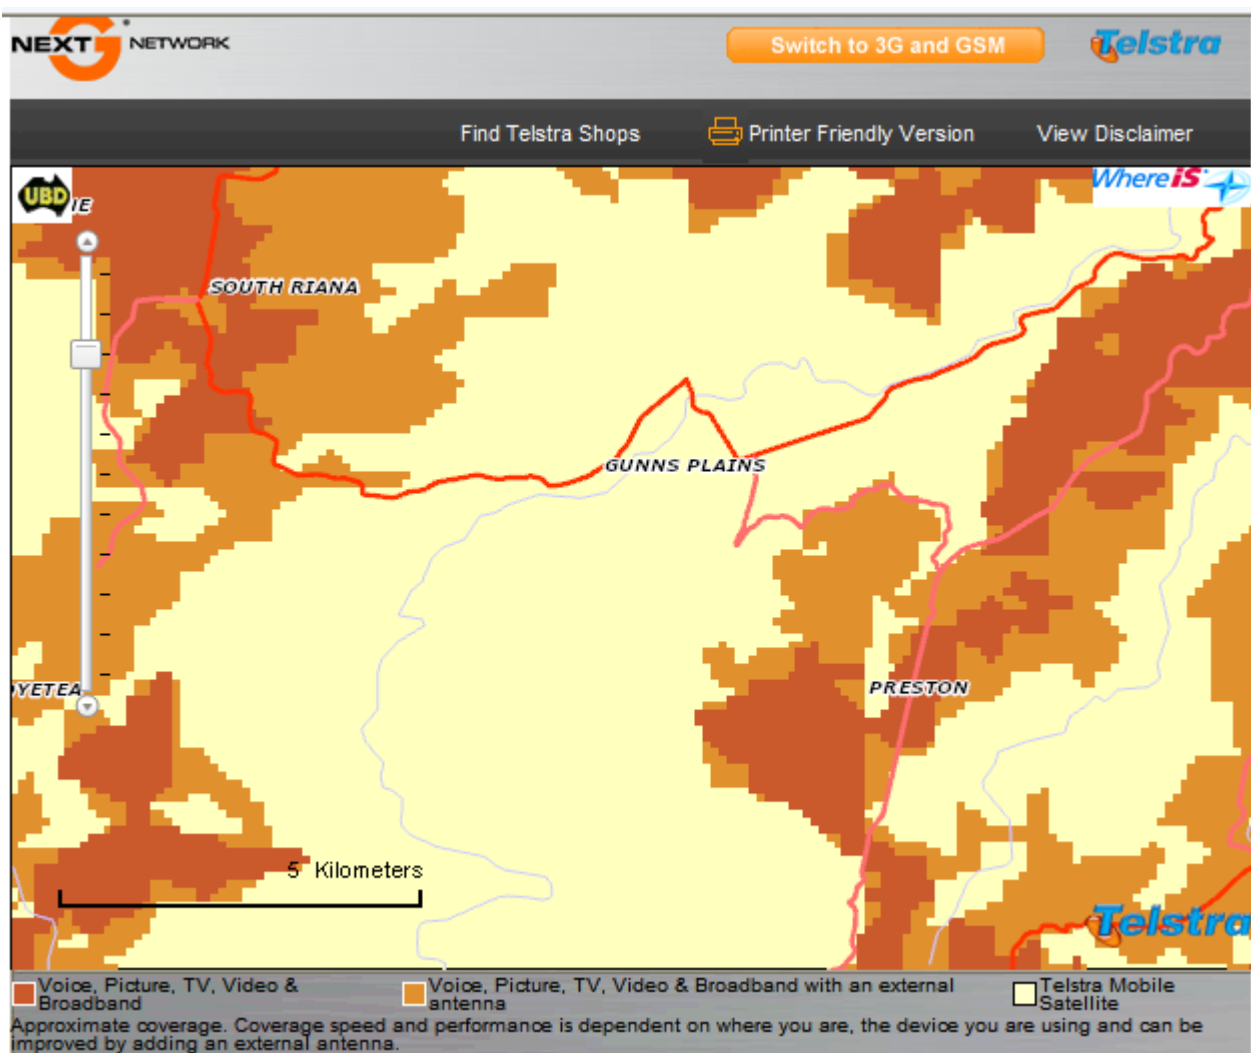 NEXT G NETWORK
Switch to 3G and GSM
Telstra
Find Telstra Shops
Printer Friendly Version
View Disclaimer
UBD
IE
Where iS
SOUTH RIANA
GUNNS PLAINS
OYETEA
PRESTON
5 Kilometers
Telstra
Voice, Picture, TV, Video &
Broadband
Voice, Picture, TV, Video & Broadband with an external
antenna
Telstra Mobile
Satellite
Approximate coverage. Coverage speed and performance is dependent on where you are, the device you are using and can be
improved by adding an external antenna.